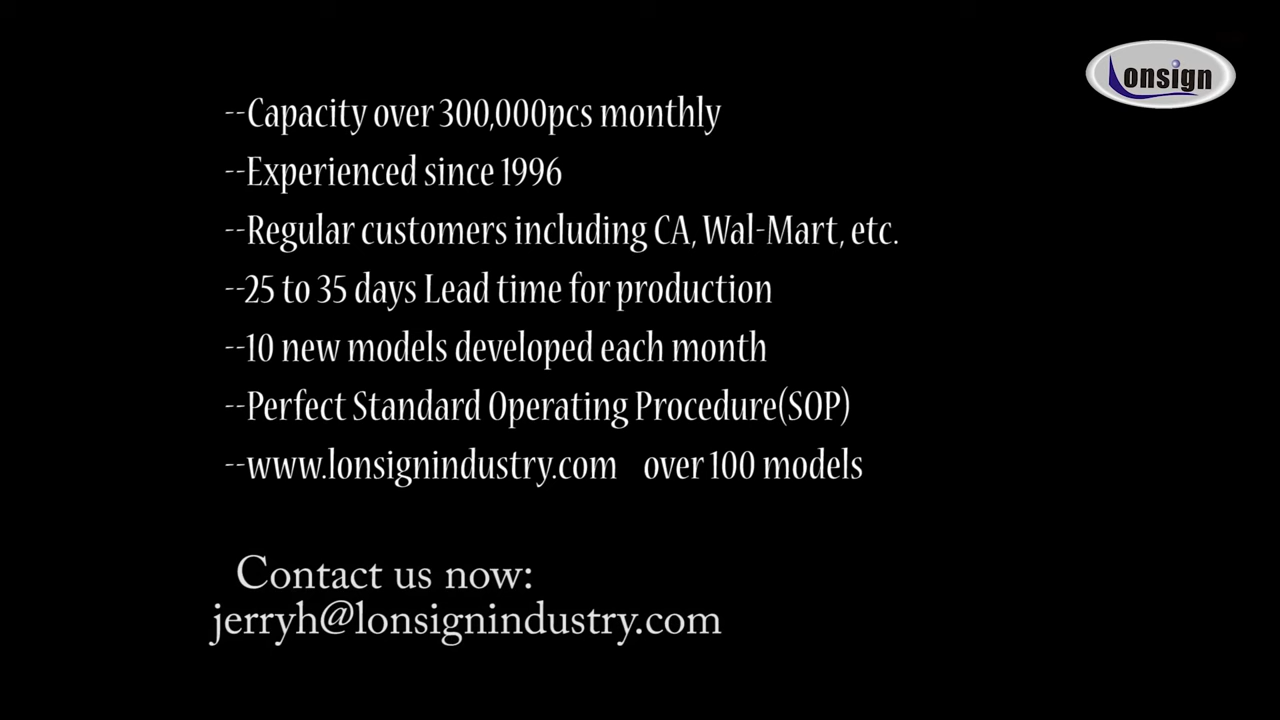 Lonsign
--Capacity over 300,000pcs monthly
--Experienced since 1996
--Regular customers including CA, Wal-Mart, etc.
--25 to 35 days Lead time for production
--10 new models developed each month
--Perfect Standard Operating Procedure(SOP)
--www.lonsignindustry.com over 100 models
Contact us now:
jerryh@lonsignindustry.com